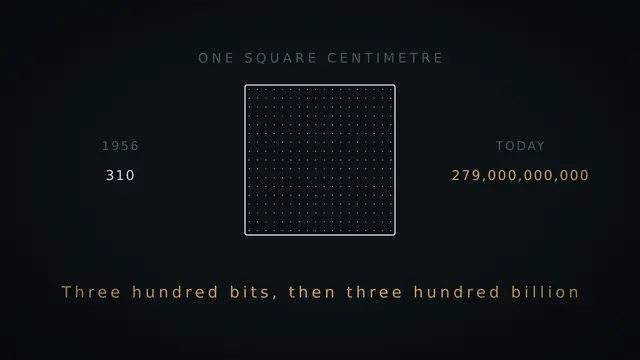 ONE SQUARE CENTIMETRE
1956
310
TODAY
279,000,000,000
Three hundred bits, then three hundred billion